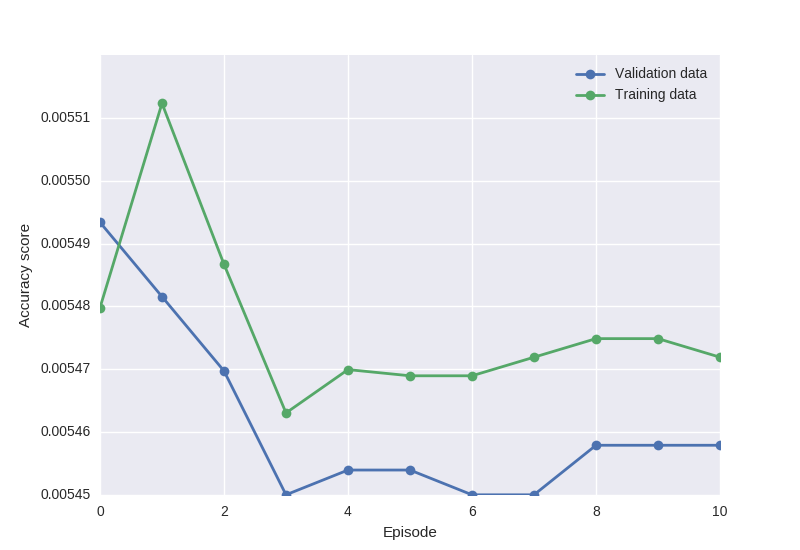 Validation data
Training data
0.00551
0.00550
0.00549
0.00548
0.00547
0.00546
0.00545
Accuracy score
0 2 4 6 8 10
Episode